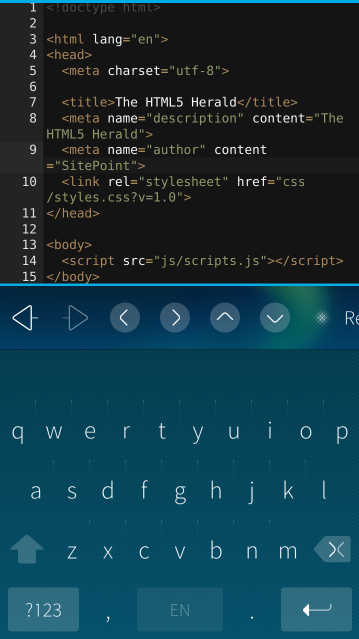 1 <!doctype html>
2
3 <html lang="en">
4 <head>
5 <meta charset="utf-8">
6
7 <title>The HTML5 Herald</title>
8 <meta name="description" content="The
HTML5 Herald">
9 <meta name="author" content
="SitePoint">
10 <link rel="stylesheet" href="css
/styles.css?v=1.0">
11 </head>
12
13 <body>
14 <script src="js/scripts.js"></script>
15 </body>
Re
q w e r t y u i o p
a s d f g h j k l
z x c v b n m
?123 , EN .